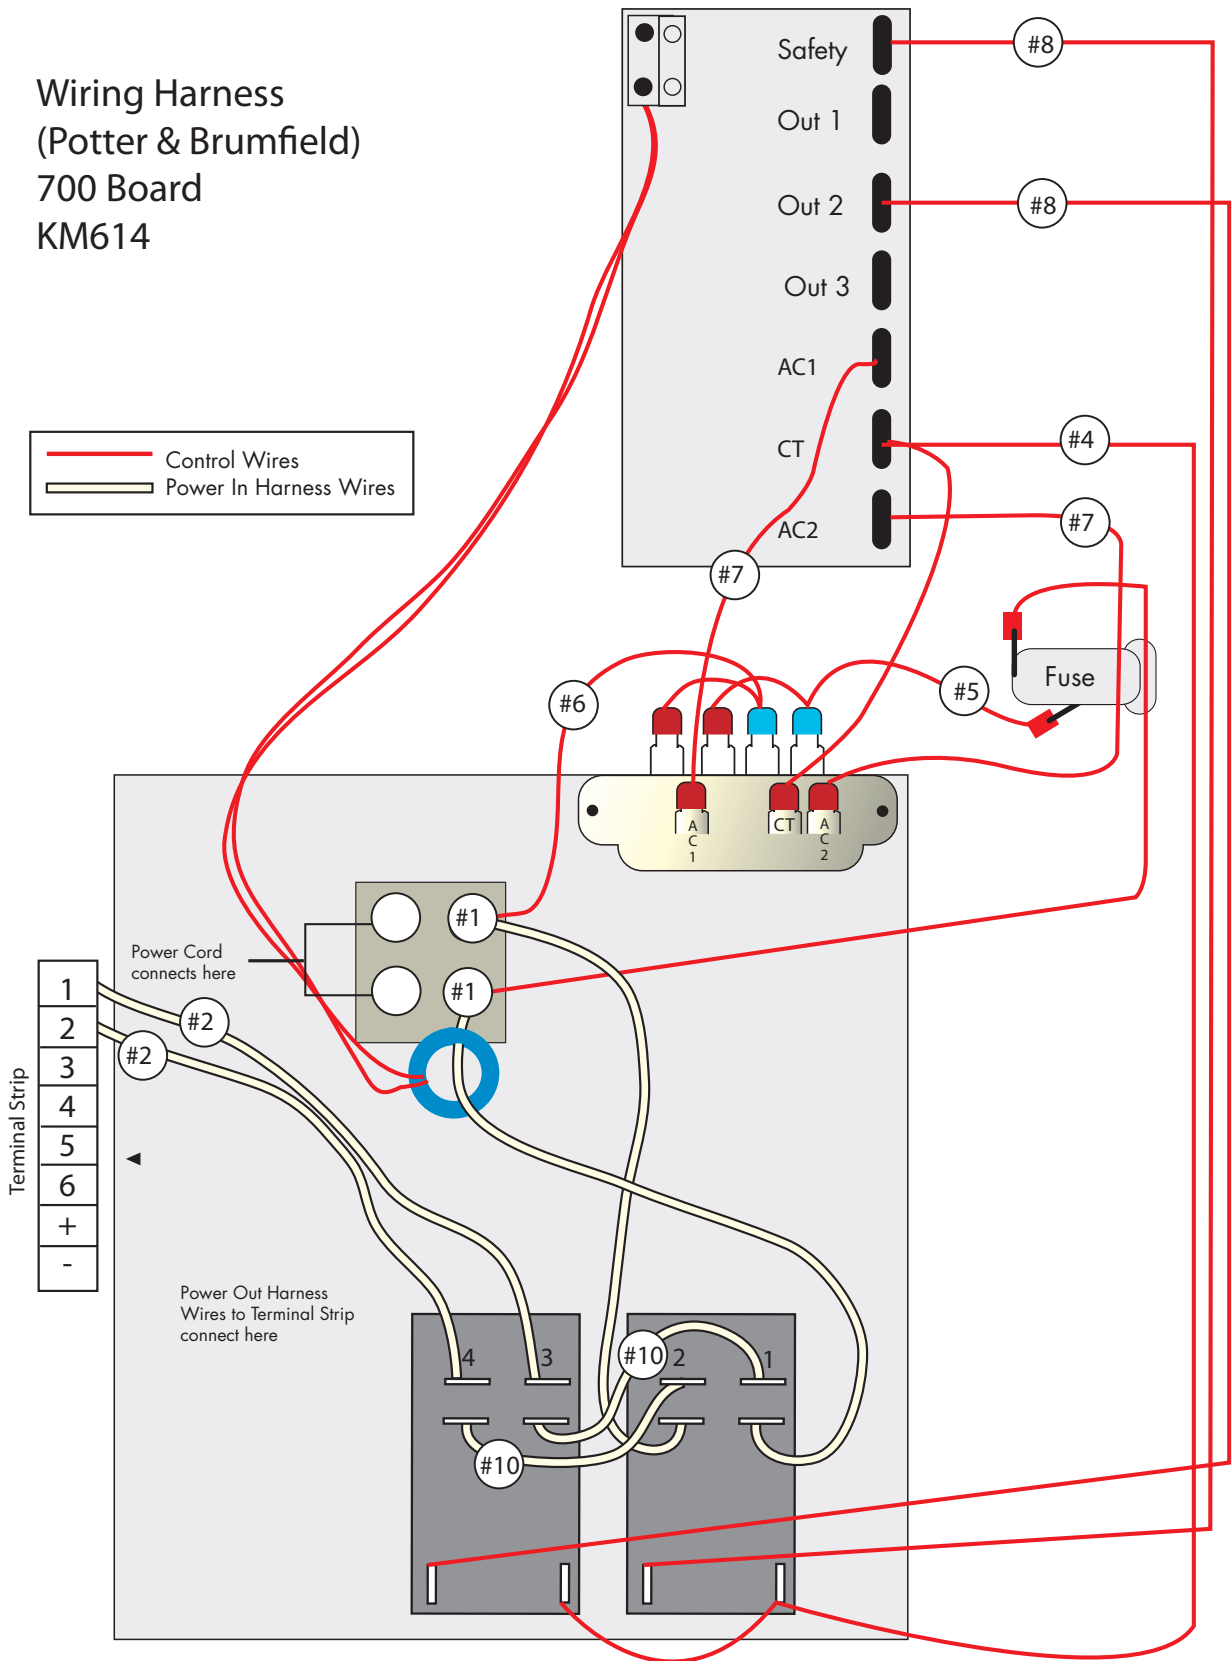 Wiring Harness
(Potter & Brumfield)
700 Board
KM614
Safety
#8
Out 1
Out 2
#8
Out 3
AC1
CT
#4
AC2
#7
#7
Control Wires
Power In Harness Wires
Fuse
#6
#5
AC1
CT
AC2
Power Cord
connects here
#1
#1
Terminal Strip
1
2
3
4
5
6
+
-
#2
#2
Power Out Harness
Wires to Terminal Strip
connect here
4
3
#10
2
1
#10